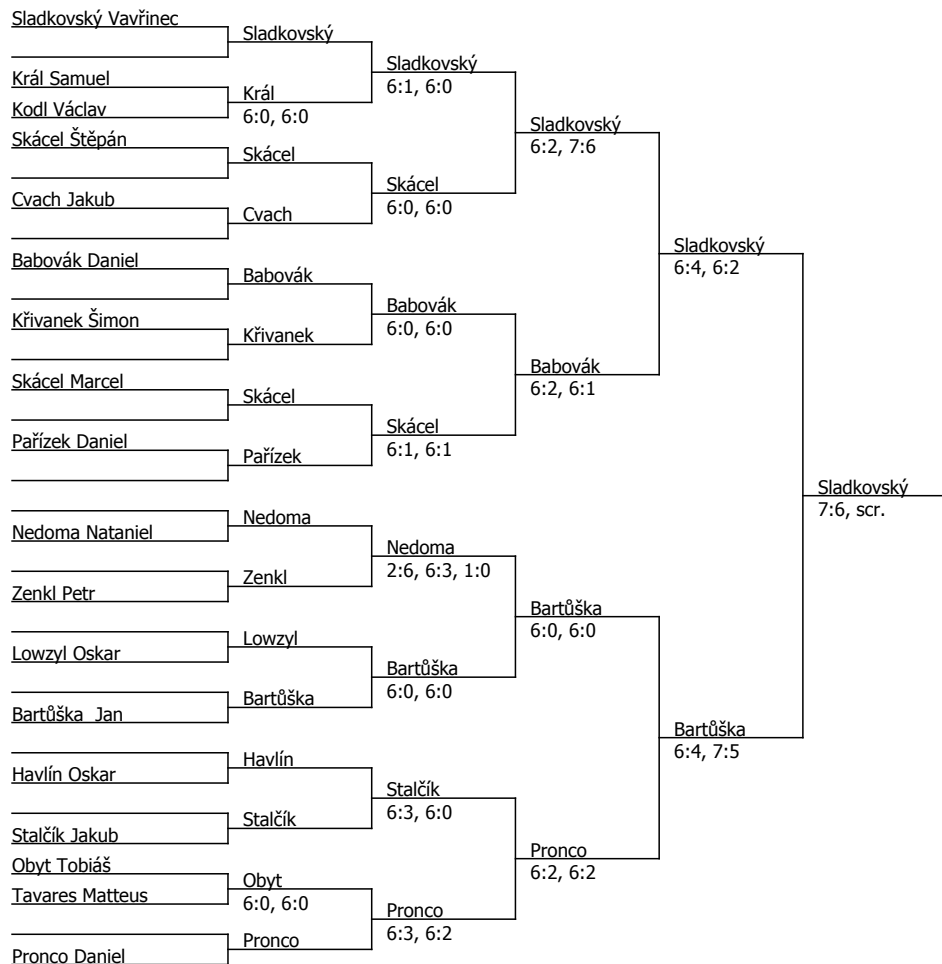 Sladkovský Vavřinec
Sladkovský
Sladkovský
6:1, 6:0
Král Samuel
Král
6:0, 6:0
Kodl Václav
Sladkovský
6:2, 7:6
Skácel Štěpán
Skácel
Skácel
6:0, 6:0
Cvach Jakub
Cvach
Sladkovský
6:4, 6:2
Babovák Daniel
Babovák
Babovák
6:0, 6:0
Křivanek Šimon
Křivanek
Babovák
6:2, 6:1
Skácel Marcel
Skácel
Skácel
6:1, 6:1
Pařízek Daniel
Pařízek
Sladkovský
7:6, scr.
Nedoma Nataniel
Nedoma
Nedoma
2:6, 6:3, 1:0
Zenkl Petr
Zenkl
Bartůška
6:0, 6:0
Lowzyl Oskar
Lowzyl
Bartůška
6:0, 6:0
Bartůška  Jan
Bartůška
Bartůška
6:4, 7:5
Havlín Oskar
Havlín
Stalčík
6:3, 6:0
Stalčík Jakub
Stalčík
Pronco
6:2, 6:2
Obyt Tobiáš
Obyt
6:0, 6:0
Tavares Matteus
Pronco
6:3, 6:2
Pronco Daniel
Pronco